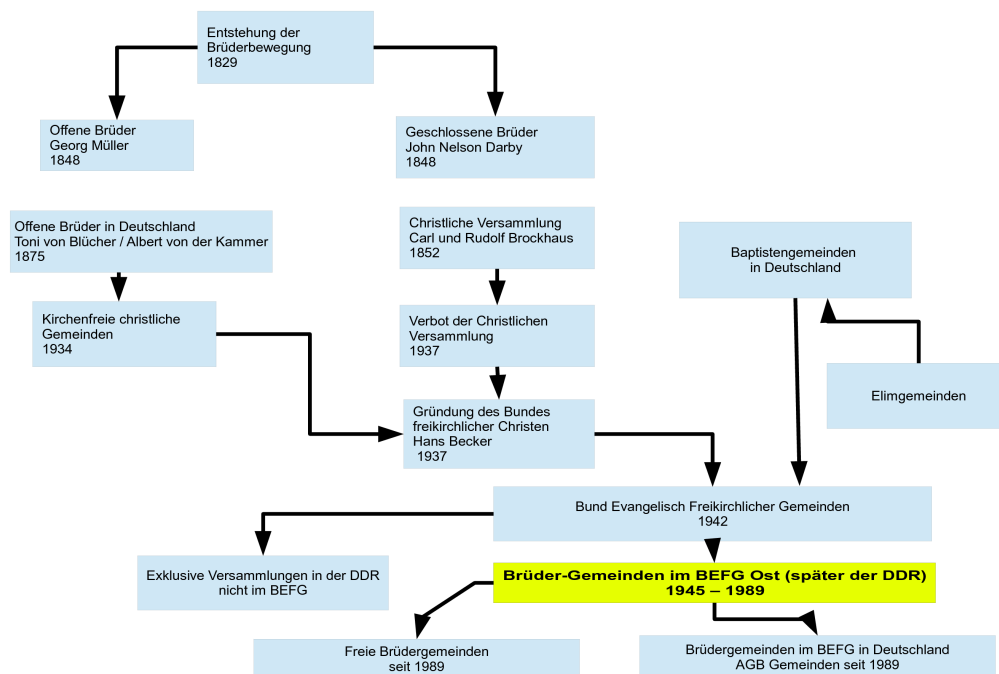 Entstehung der
Brüderbewegung
1829
Offene Brüder
Georg Müller
1848
Geschlossene Brüder
John Nelson Darby
1848
Offene Brüder in Deutschland
Toni von Blücher / Albert von der Kammer
1875
Christliche Versammlung
Carl und Rudolf Brockhaus
1852
Baptistengemeinden
in Deutschland
Kirchenfreie christliche
Gemeinden
1934
Verbot der Christlichen
Versammlung
1937
Elimgemeinden
Gründung des Bundes
freikirchlicher Christen
Hans Becker
1937
Bund Evangelisch Freikirchlicher Gemeinden
1942
Exklusive Versammlungen in der DDR
nicht im BEFG
Brüder-Gemeinden im BEFG Ost (später der DDR)
1945 – 1989
Freie Brüdergemeinden
seit 1989
Brüdergemeinden im BEFG in Deutschland
AGB Gemeinden seit 1989